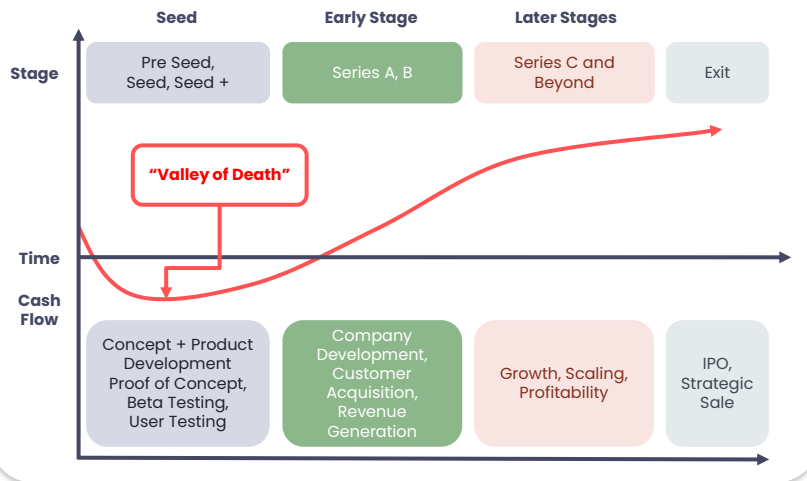 Seed
Early Stage
Later Stages
Stage
Pre Seed,
Seed, Seed +
Series A, B
Series C and
Beyond
Exit
“Valley of Death”
Time
Cash
Flow
Concept + Product
Development
Proof of Concept,
Beta Testing,
User Testing
Company
Development,
Customer
Acquisition,
Revenue
Generation
Growth, Scaling,
Profitability
IPO,
Strategic
Sale